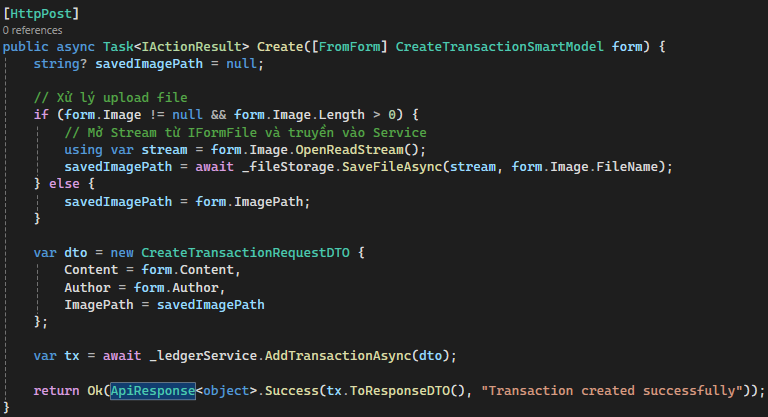 [HttpPost]
0 references
public async Task<IActionResult> Create([FromForm] CreateTransactionSmartModel form) {
string? savedImagePath = null;
// Xử lý upload file
if (form.Image != null && form.Image.Length > 0) {
// Mở Stream từ IFormFile và truyền vào Service
using var stream = form.Image.OpenReadStream();
savedImagePath = await _fileStorage.SaveFileAsync(stream, form.Image.FileName);
} else {
savedImagePath = form.ImagePath;
}
var dto = new CreateTransactionRequestDTO {
Content = form.Content,
Author = form.Author,
ImagePath = savedImagePath
};
var tx = await _ledgerService.AddTransactionAsync(dto);
return Ok(ApiResponse<object>.Success(tx.ToResponseDTO(), "Transaction created successfully"));
}